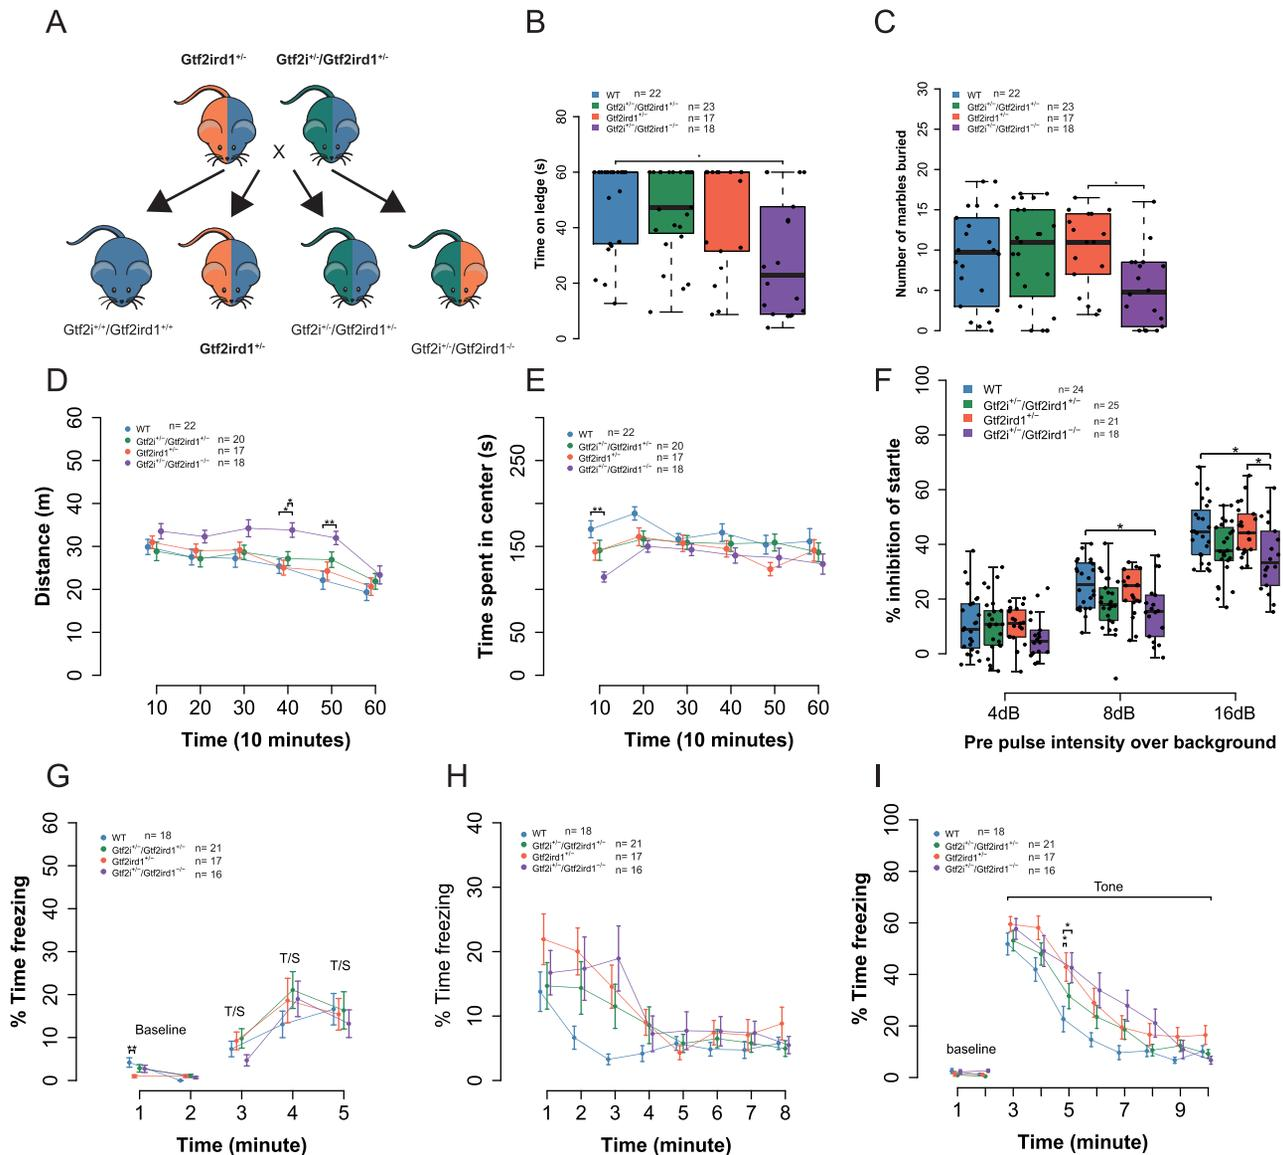 A
Gtf2ird1+/-
Gtf2i+/-/Gtf2ird1+/-
X
Gtf2i+/+/Gtf2ird1+/+
Gtf2ird1+/-
Gtf2i+/-/Gtf2ird1+/-
Gtf2i+/-/Gtf2ird1-/-
B
WT n= 22
Gtf2i+/−/Gtf2ird1+/− n= 23
Gtf2ird1+/− n= 17
Gtf2i+/−/Gtf2ird1−/− n= 18
Time on ledge (s)
80
60
40
20
0
*
C
WT n= 22
Gtf2i+/−/Gtf2ird1+/− n= 23
Gtf2ird1+/− n= 17
Gtf2i+/−/Gtf2ird1−/− n= 18
Number of marbles buried
30
25
20
15
10
5
0
*
D
WT n= 22
Gtf2i+/−/Gtf2ird1+/− n= 20
Gtf2ird1+/− n= 17
Gtf2i+/−/Gtf2ird1−/− n= 18
Distance (m)
60
50
40
30
20
10
0
*
*
**
10 20 30 40 50 60
Time (10 minutes)
E
WT n= 22
Gtf2i+/−/Gtf2ird1+/− n= 20
Gtf2ird1+/− n= 17
Gtf2i+/−/Gtf2ird1−/− n= 18
Time spent in center (s)
250
150
50
0
**
10 20 30 40 50 60
Time (10 minutes)
F
WT n= 24
Gtf2i+/−/Gtf2ird1+/− n= 25
Gtf2ird1+/− n= 21
Gtf2i+/−/Gtf2ird1−/− n= 18
% inhibition of startle
100
80
60
40
20
0
*
*
*
4dB 8dB 16dB
Pre pulse intensity over background
G
WT n= 18
Gtf2i+/−/Gtf2ird1+/− n= 21
Gtf2ird1+/− n= 17
Gtf2i+/−/Gtf2ird1−/− n= 16
% Time freezing
60
50
40
30
20
10
0
T/S
T/S
T/S
Baseline
**
1 2 3 4 5
Time (minute)
H
WT n= 18
Gtf2i+/−/Gtf2ird1+/− n= 21
Gtf2ird1+/− n= 17
Gtf2i+/−/Gtf2ird1−/− n= 16
% Time freezing
40
30
20
10
0
1 2 3 4 5 6 7 8
Time (minute)
I
WT n= 18
Gtf2i+/−/Gtf2ird1+/− n= 21
Gtf2ird1+/− n= 17
Gtf2i+/−/Gtf2ird1−/− n= 16
% Time freezing
100
80
60
40
20
0
Tone
*
*
baseline
1 3 5 7 9
Time (minute)